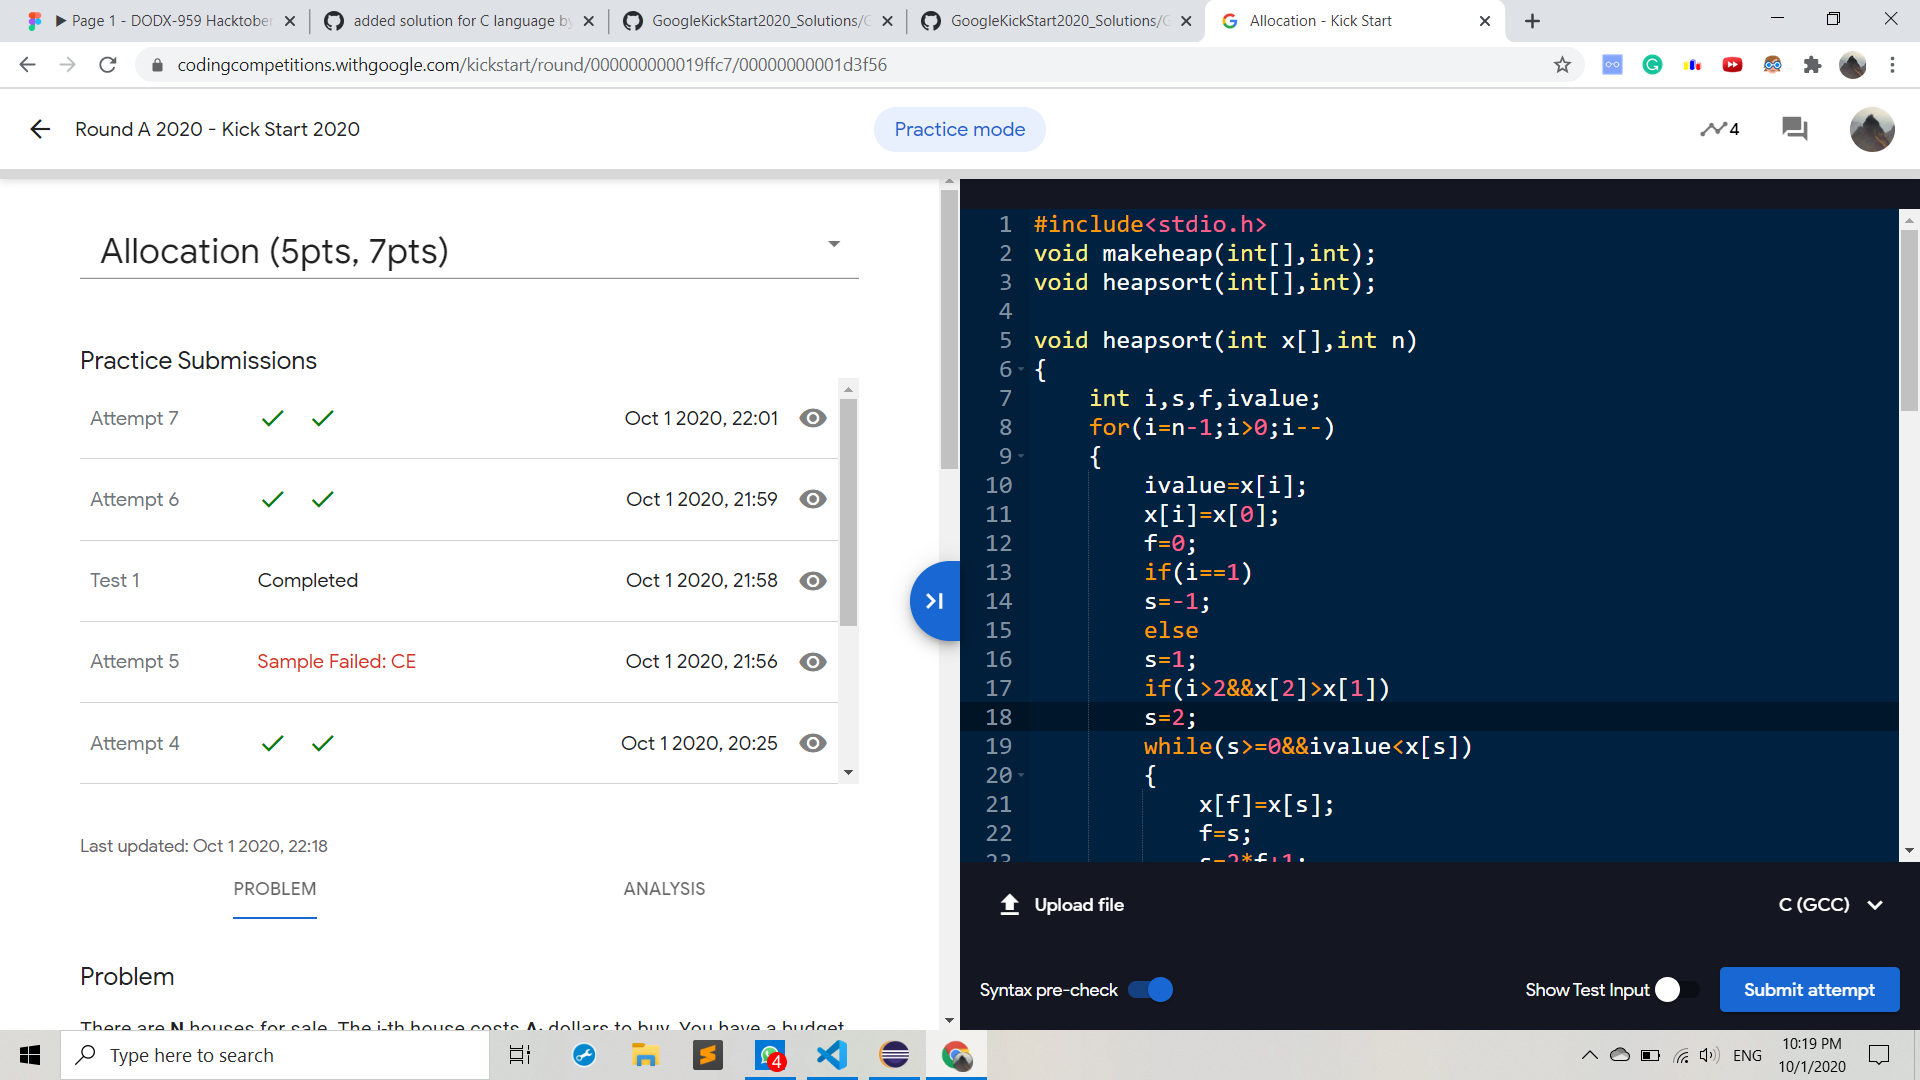 Page 1 - DODX-959 Hacktober
added solution for C language by
GoogleKickStart2020_Solutions/G
GoogleKickStart2020_Solutions/G
Allocation - Kick Start
codingcompetitions.withgoogle.com/kickstart/round/000000000019ffc7/00000000001d3f56
Round A 2020 - Kick Start 2020
Practice mode
4
Allocation (5pts, 7pts)
Practice Submissions
Attempt 7 Oct 1 2020, 22:01
Attempt 6 Oct 1 2020, 21:59
Test 1 Completed Oct 1 2020, 21:58
Attempt 5 Sample Failed: CE Oct 1 2020, 21:56
Attempt 4 Oct 1 2020, 20:25
Last updated: Oct 1 2020, 22:18
PROBLEM ANALYSIS
Problem
There are N houses for sale. The i-th house costs Ai dollars to buy. You have a budget
1 #include<stdio.h>
2 void makeheap(int[],int);
3 void heapsort(int[],int);
4
5 void heapsort(int x[],int n)
6 {
7 int i,s,f,ivalue;
8 for(i=n-1;i>0;i--)
9 {
10 ivalue=x[i];
11 x[i]=x[0];
12 f=0;
13 if(i==1)
14 s=-1;
15 else
16 s=1;
17 if(i>2&&x[2]>x[1])
18 s=2;
19 while(s>=0&&ivalue<x[s])
20 {
21 x[f]=x[s];
22 f=s;
23 s=2*f+1;
Upload file
C (GCC)
Syntax pre-check
Show Test Input
Submit attempt
Type here to search
4
ENG
10:19 PM
10/1/2020